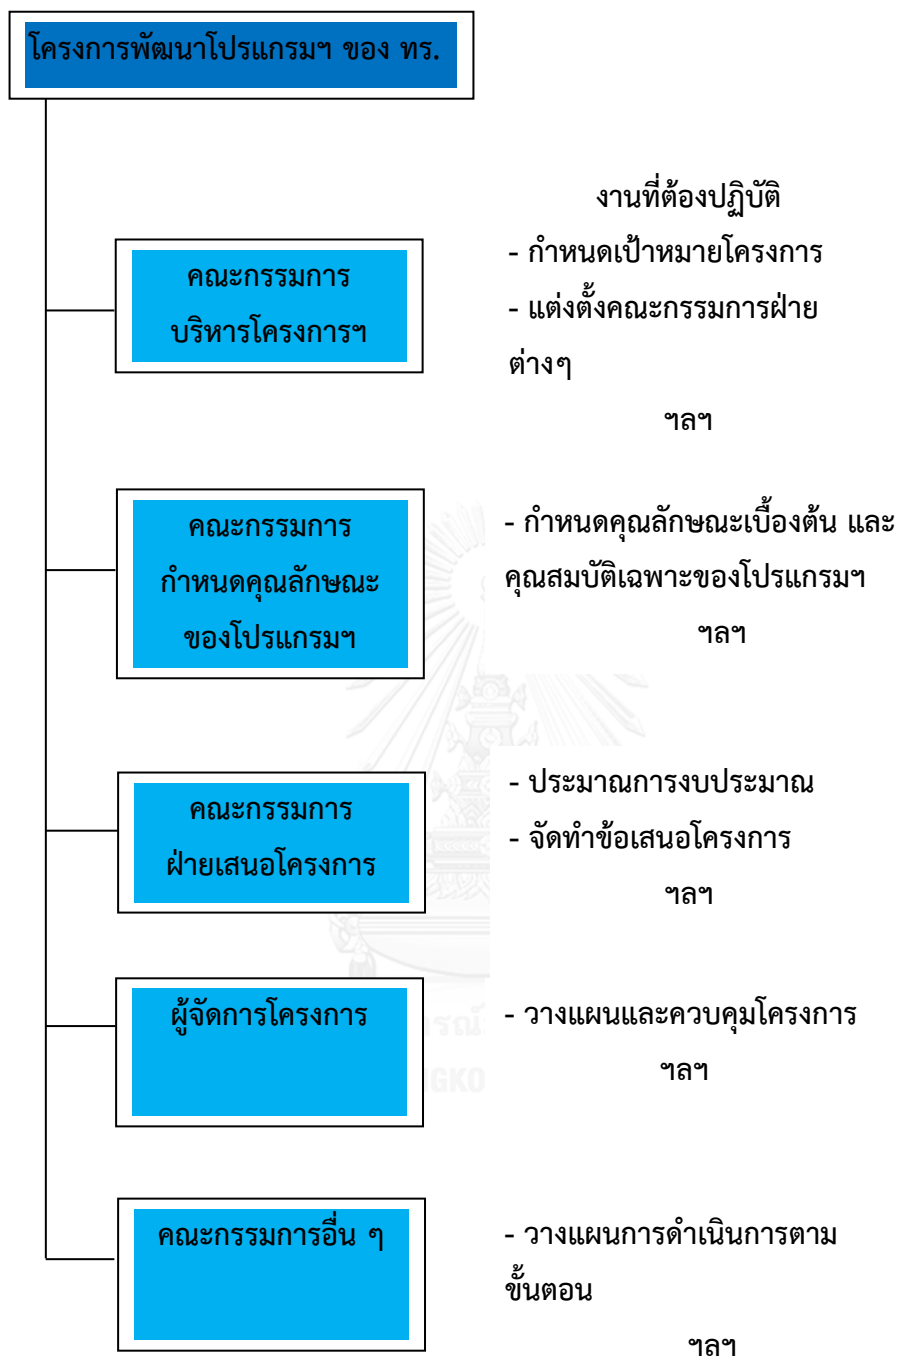 โครงการพัฒนาโปรแกรมฯ ของ ทร.
งานที่ต้องปฏิบัติ
คณะกรรมการ
บริหารโครงการฯ
- กำหนดเป้าหมายโครงการ
- แต่งตั้งคณะกรรมการฝ่าย
ต่างๆ
ฯลฯ
คณะกรรมการ
กำหนดคุณลักษณะ
ของโปรแกรมฯ
- กำหนดคุณลักษณะเบื้องต้น และ
คุณสมบัติเฉพาะของโปรแกรมฯ
ฯลฯ
คณะกรรมการ
ฝ่ายเสนอโครงการ
- ประมาณการงบประมาณ
- จัดทำข้อเสนอโครงการ
ฯลฯ
ผู้จัดการโครงการ
- วางแผนและควบคุมโครงการ
ฯลฯ
คณะกรรมการอื่น ๆ
- วางแผนการดำเนินการตาม
ขั้นตอน
ฯลฯ